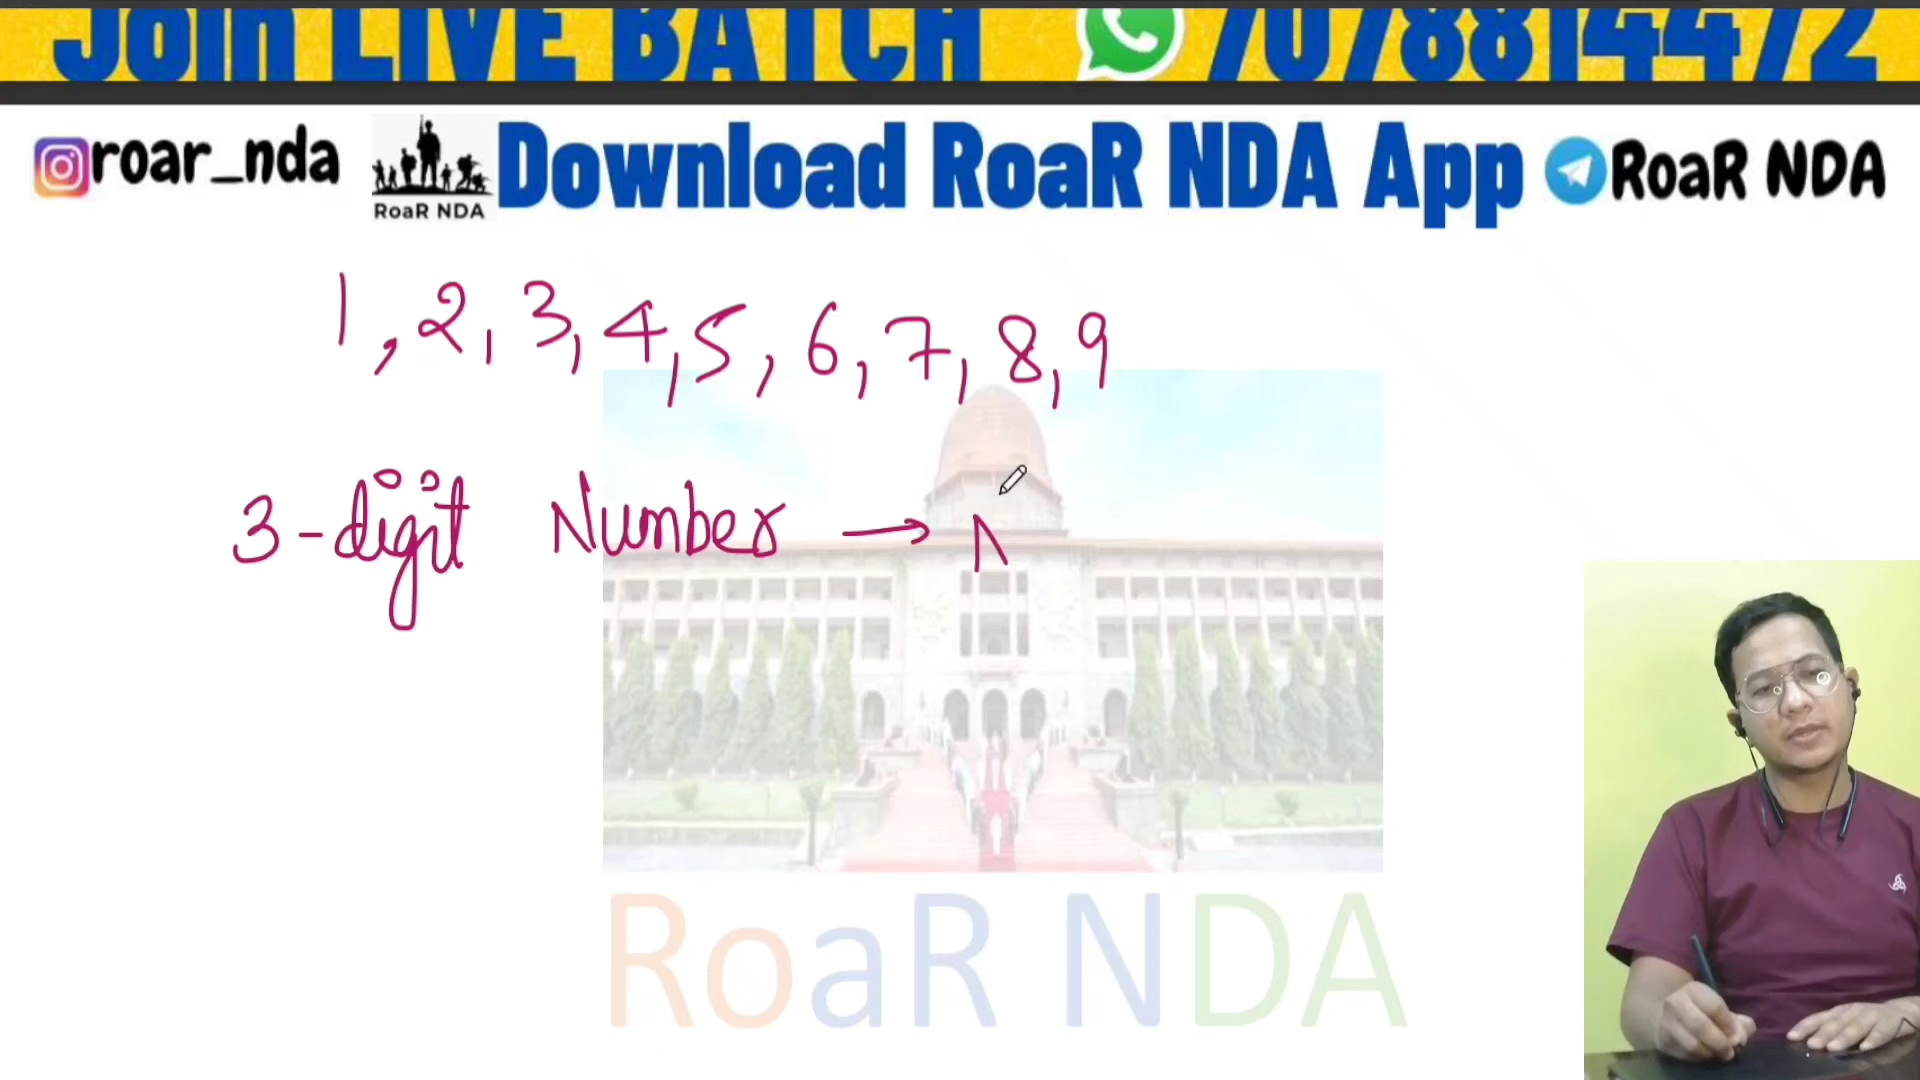 Join LIVE BATCH 7078814472
roar_nda RoaR NDA Download RoaR NDA App RoaR NDA
1, 2, 3, 4, 5, 6, 7, 8, 9
3-digit Number →
RoaR NDA